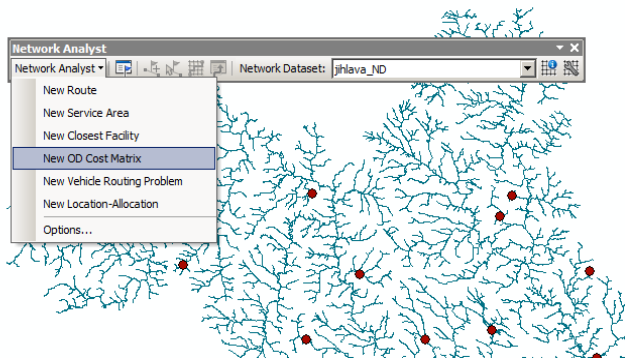 Network Analyst
Network Analyst Network Dataset: jihlava_ND
New Route
New Service Area
New Closest Facility
New OD Cost Matrix
New Vehicle Routing Problem
New Location-Allocation
Options...